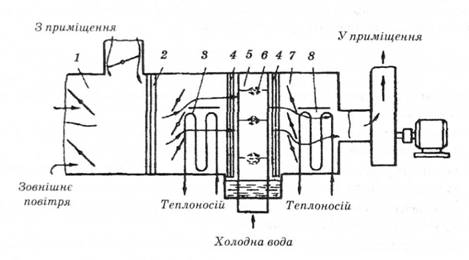 З приміщення
У приміщення
1 2 3 4 5 6 4 7 8
Зовнішнє
повітря
Теплоносій Теплоносій
Холодна вода